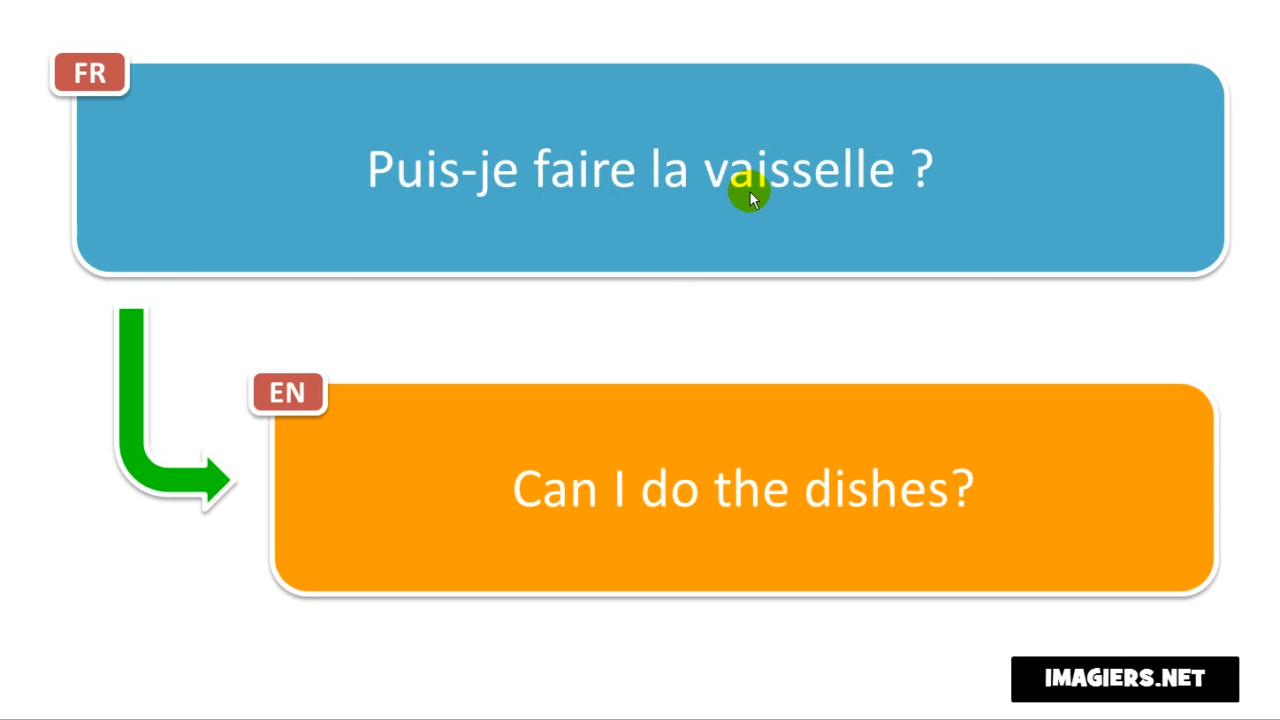 FR
Puis-je faire la vaisselle ?
EN
Can I do the dishes?
IMAGIERS.NET